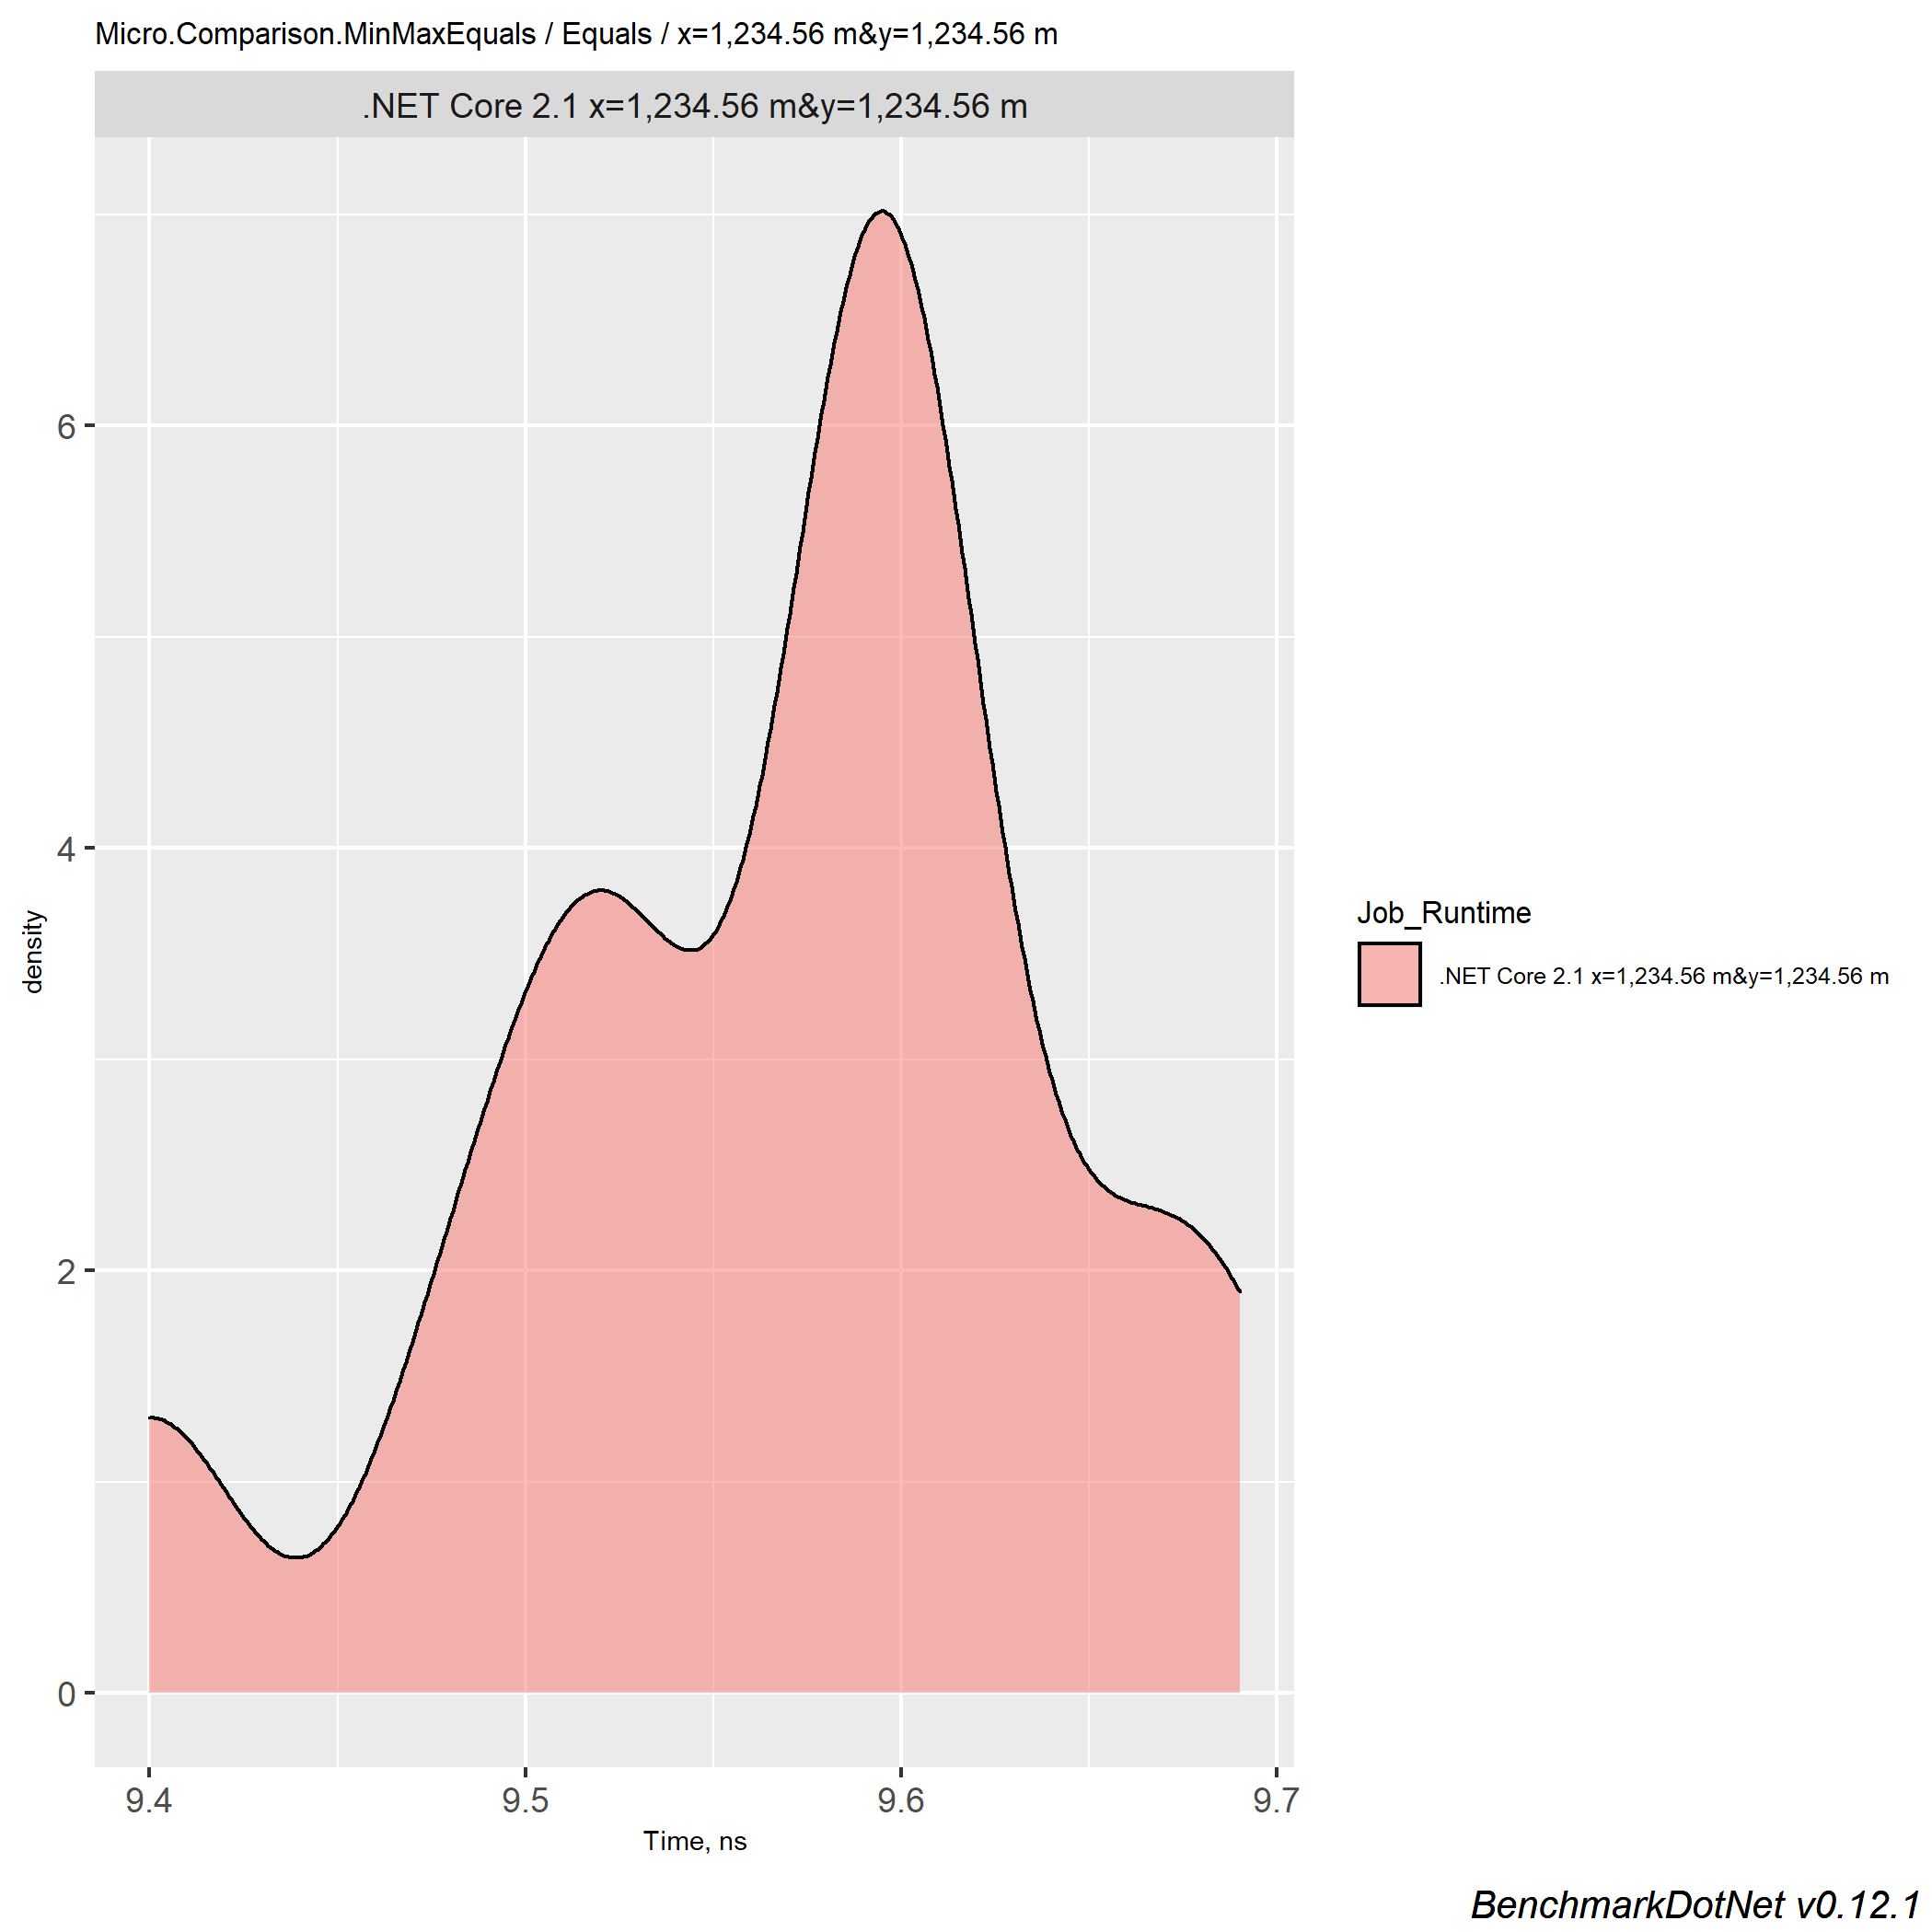 Micro.Comparison.MinMaxEquals / Equals / x=1,234.56 m&y=1,234.56 m
.NET Core 2.1 x=1,234.56 m&y=1,234.56 m
6
4
2
0
density
9.4 9.5 9.6 9.7
Time, ns
Job_Runtime
.NET Core 2.1 x=1,234.56 m&y=1,234.56 m
BenchmarkDotNet v0.12.1